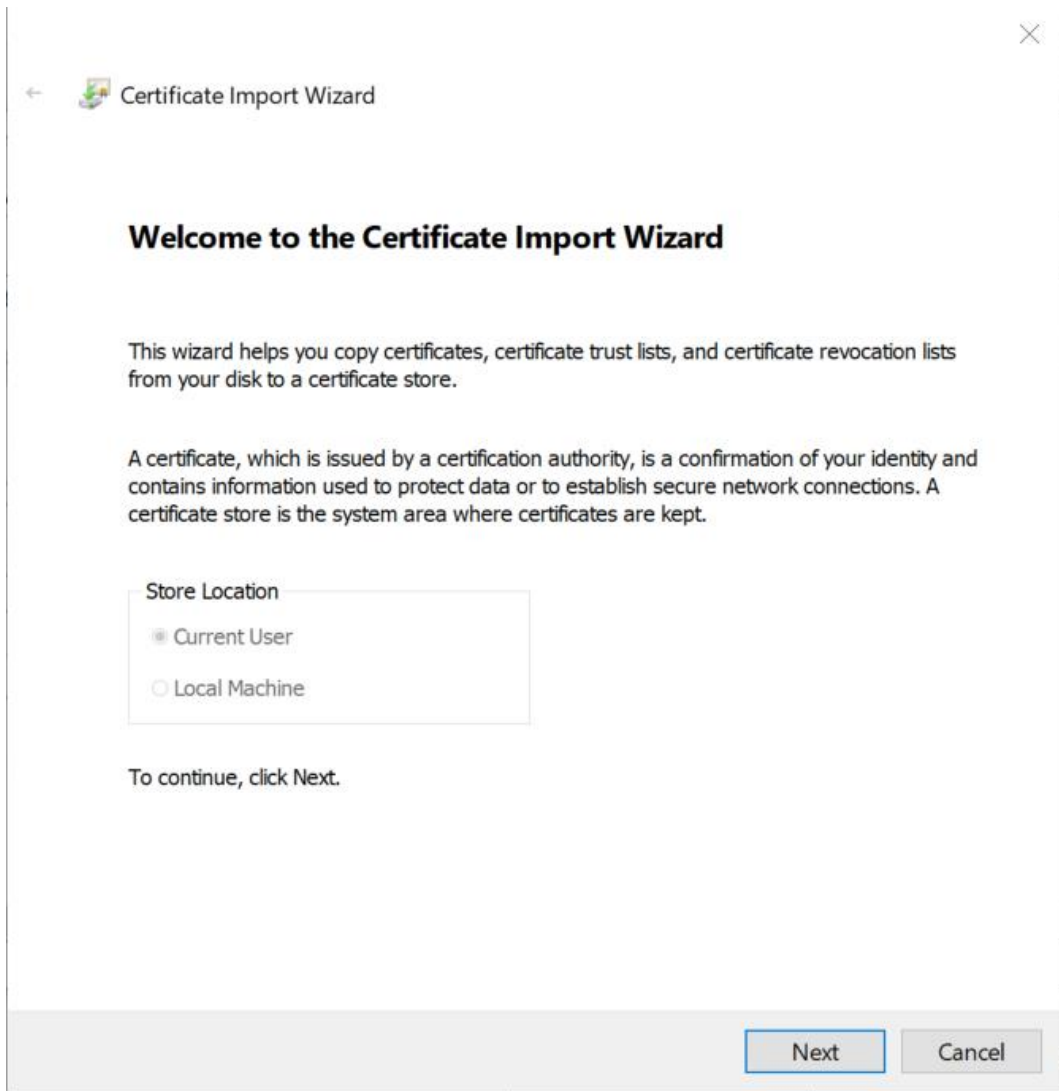 Certificate Import Wizard
Welcome to the Certificate Import Wizard
This wizard helps you copy certificates, certificate trust lists, and certificate revocation lists
from your disk to a certificate store.
A certificate, which is issued by a certification authority, is a confirmation of your identity and
contains information used to protect data or to establish secure network connections. A
certificate store is the system area where certificates are kept.
Store Location
Current User
Local Machine
To continue, click Next.
Next
Cancel